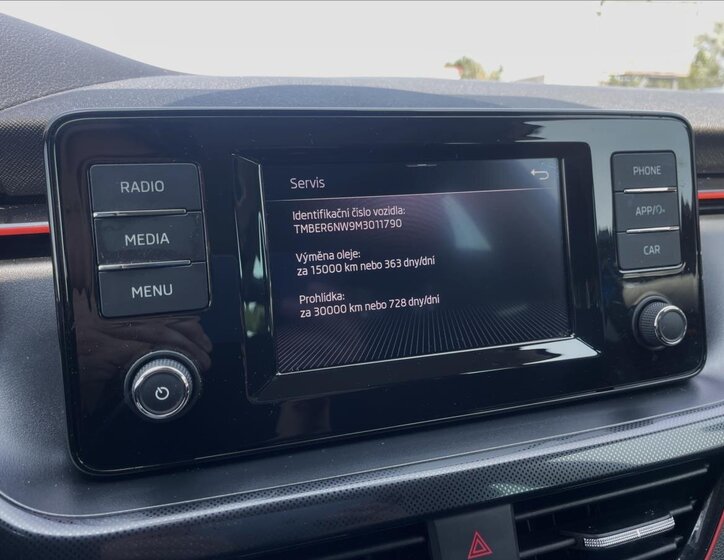 RADIO
MEDIA
MENU
Servis
Identifikační číslo vozidla:
TMBER6NW9M3011790
Výměna oleje:
za 15000 km nebo 363 dny/dní
Prohlídka:
za 30000 km nebo 728 dny/dní
PHONE
APP/
CAR